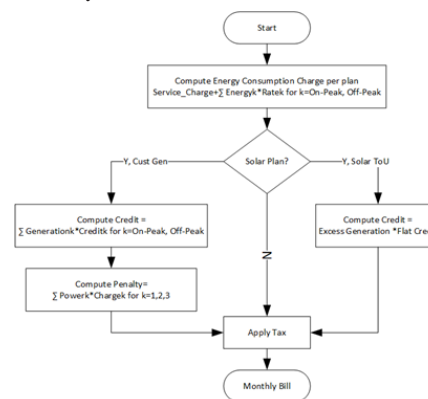 Start
Compute Energy Consumption Charge per plan
Service_Charge+∑ Energyk*Ratek for k=On-Peak, Off-Peak
Solar Plan?
Y, Cust Gen
Y, Solar ToU
N
Compute Credit =
∑ Generationk*Creditk for k=On-Peak, Off-Peak
Compute Credit =
Excess Generation *Flat Cred
Compute Penalty=
∑ Powerk*Chargek for k=1,2,3
Apply Tax
Monthly Bill